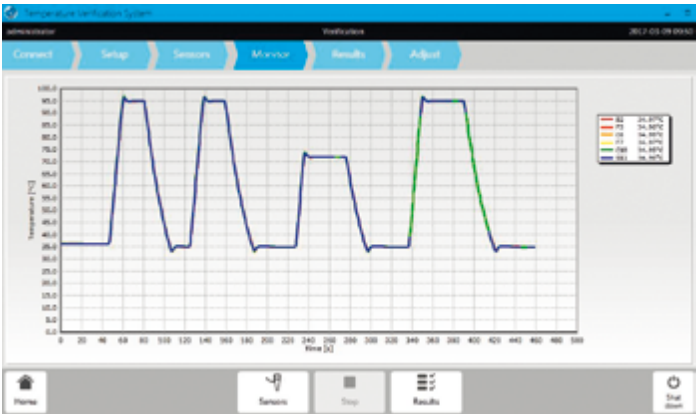 Temperature Verification System
administrator Verification 2017-03-09 09:50
Connect Setup Sensors Monitor Results Adjust
100.0
95.0
90.0
85.0
80.0
75.0
70.0
65.0
60.0
55.0
50.0
45.0
40.0
35.0
30.0
25.0
20.0
15.0
10.0
5.0
0.0
Temperature [°C]
0 20 40 60 80 100 120 140 160 180 200 220 240 260 280 300 320 340 360 380 400 420 440 460 480 500
Time [s]
Home Sensors Stop Results Shut
down